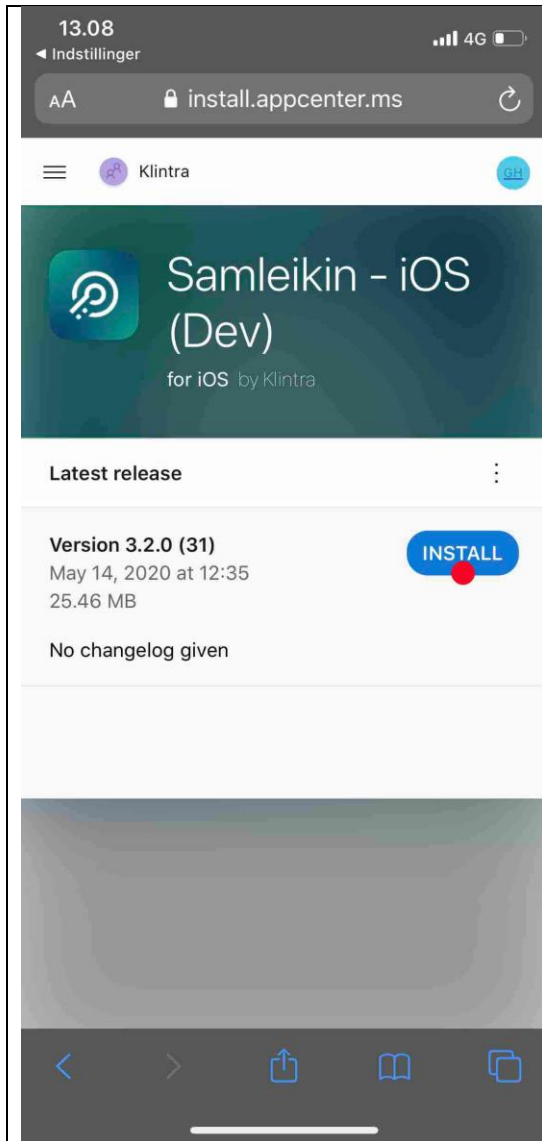 13.08
4G
◀ Indstillinger
AA install.appcenter.ms
Klintra
GH
Samleikin - iOS
(Dev)
for iOS by Klintra
Latest release
Version 3.2.0 (31)
INSTALL
May 14, 2020 at 12:35
25.46 MB
No changelog given